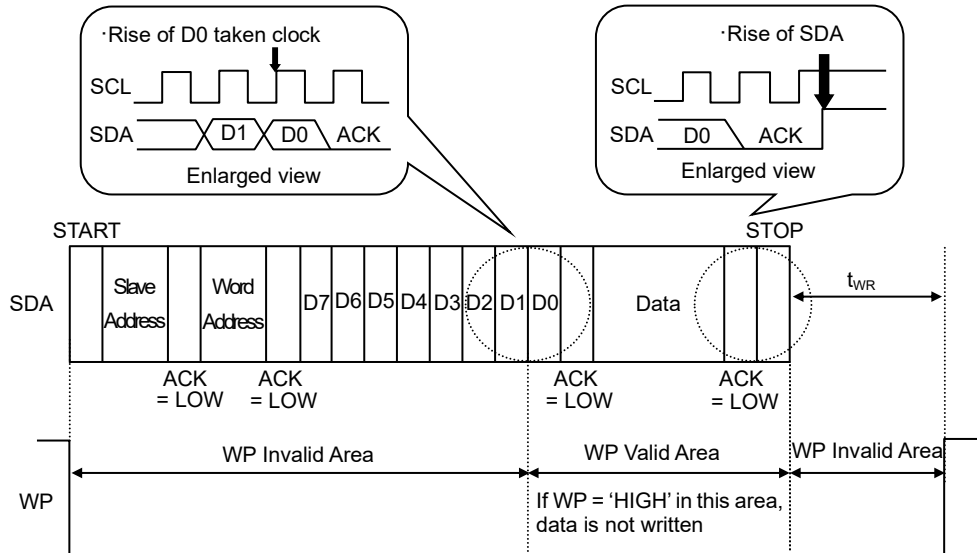 ·Rise of D0 taken clock
SCL
SDA
D1
D0
ACK
Enlarged view
·Rise of SDA
SCL
SDA
D0
ACK
Enlarged view
START
STOP
SDA
Slave
Address
Word
Address
D7
D6
D5
D4
D3
D2
D1
D0
Data
tWR
ACK
= LOW
ACK
= LOW
ACK
= LOW
ACK
= LOW
WP Invalid Area
WP Valid Area
WP Invalid Area
WP
If WP = ‘HIGH’ in this area,
data is not written